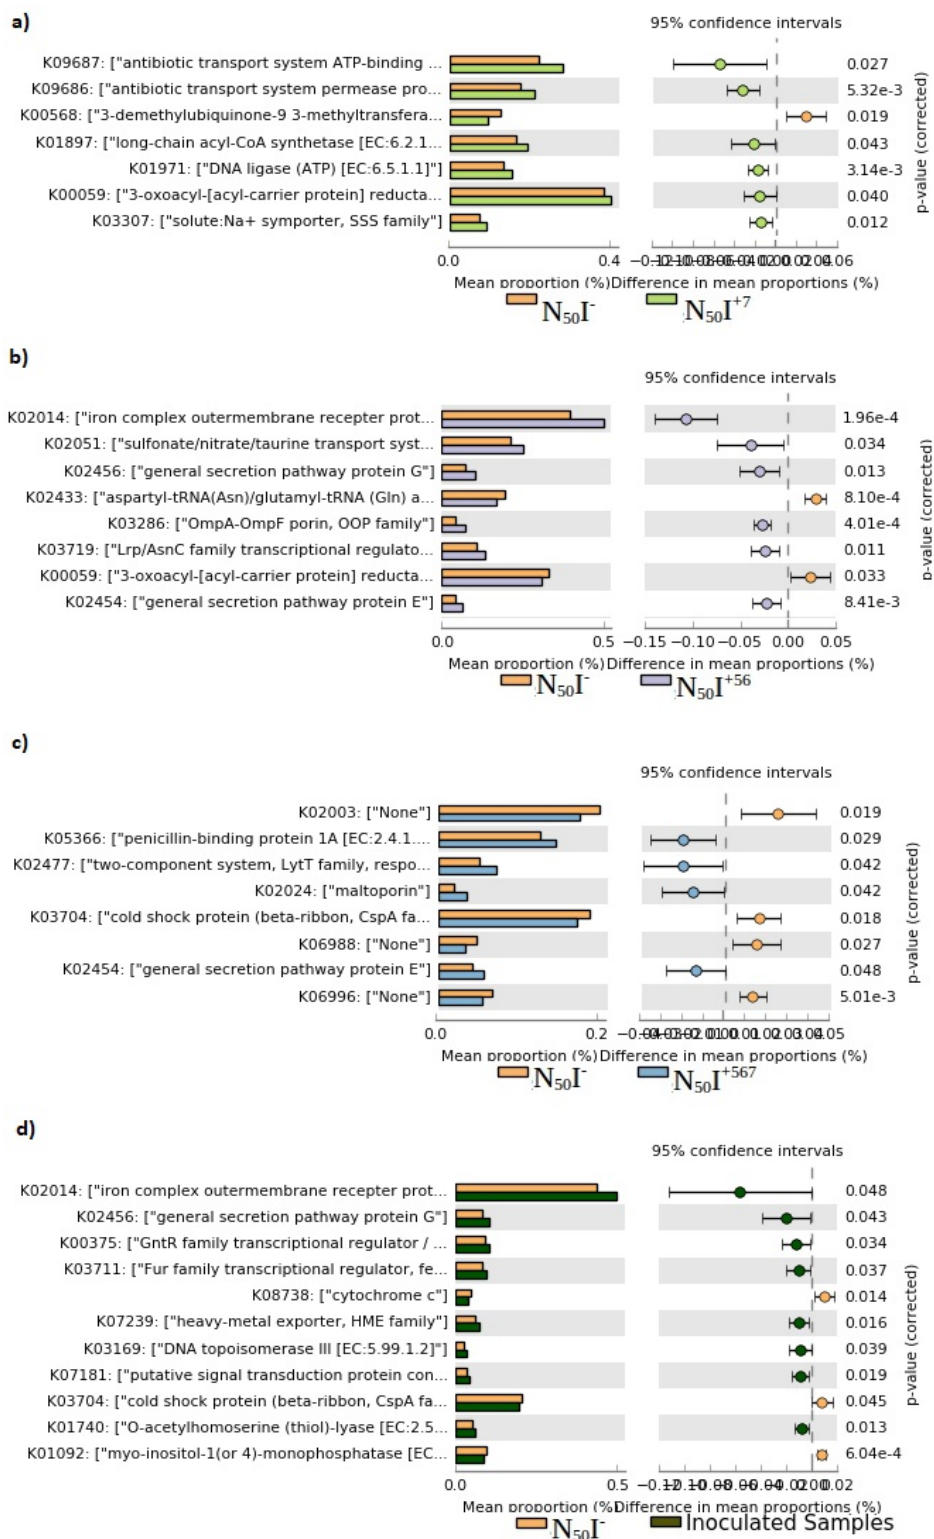 a)
95% confidence intervals
K09687: ["antibiotic transport system ATP-binding ... 0.027
K09686: ["antibiotic transport system permease pro... 5.32e-3
K00568: ["3-demethylubiquinone-9 3-methyltransfera... 0.019
K01897: ["long-chain acyl-CoA synthetase [EC:6.2.1... 0.043
K01971: ["DNA ligase (ATP) [EC:6.5.1.1]"] 3.14e-3
K00059: ["3-oxoacyl-[acyl-carrier protein] reducta... 0.040
K03307: ["solute:Na+ symporter, SSS family"] 0.012
p-value (corrected)
0.0 0.4 0.06
Mean proportion (%) Difference in mean proportions (%)
N50I- N50I+7
b)
95% confidence intervals
K02014: ["iron complex outermembrane recepter prot... 1.96e-4
K02051: ["sulfonate/nitrate/taurine transport syst... 0.034
K02456: ["general secretion pathway protein G"] 0.013
K02433: ["aspartyl-tRNA(Asn)/glutamyl-tRNA (Gln) a... 8.10e-4
K03286: ["OmpA-OmpF porin, OOP family"] 4.01e-4
K03719: ["Lrp/AsnC family transcriptional regulato... 0.011
K00059: ["3-oxoacyl-[acyl-carrier protein] reducta... 0.033
K02454: ["general secretion pathway protein E"] 8.41e-3
p-value (corrected)
0.0 0.5 −0.15 −0.10 −0.05 0.00 0.05
Mean proportion (%) Difference in mean proportions (%)
N50I- N50I+56
c)
95% confidence intervals
K02003: ["None"] 0.019
K05366: ["penicillin-binding protein 1A [EC:2.4.1.... 0.029
K02477: ["two-component system, LytT family, respo... 0.042
K02024: ["maltoporin"] 0.042
K03704: ["cold shock protein (beta-ribbon, CspA fa... 0.018
K06988: ["None"] 0.027
K02454: ["general secretion pathway protein E"] 0.048
K06996: ["None"] 5.01e-3
p-value (corrected)
0.0 0.2 0.05
Mean proportion (%) Difference in mean proportions (%)
N50I- N50I+567
d)
95% confidence intervals
K02014: ["iron complex outermembrane recepter prot... 0.048
K02456: ["general secretion pathway protein G"] 0.043
K00375: ["GntR family transcriptional regulator / ... 0.034
K03711: ["Fur family transcriptional regulator, fe... 0.037
K08738: ["cytochrome c"] 0.014
K07239: ["heavy-metal exporter, HME family"] 0.016
K03169: ["DNA topoisomerase III [EC:5.99.1.2]"] 0.039
K07181: ["putative signal transduction protein con... 0.019
K03704: ["cold shock protein (beta-ribbon, CspA fa... 0.045
K01740: ["O-acetylhomoserine (thiol)-lyase [EC:2.5... 0.013
K01092: ["myo-inositol-1(or 4)-monophosphatase [EC... 6.04e-4
p-value (corrected)
0.0 0.5 0.02
Mean proportion (%) Difference in mean proportions (%)
N50I- Inoculated Samples